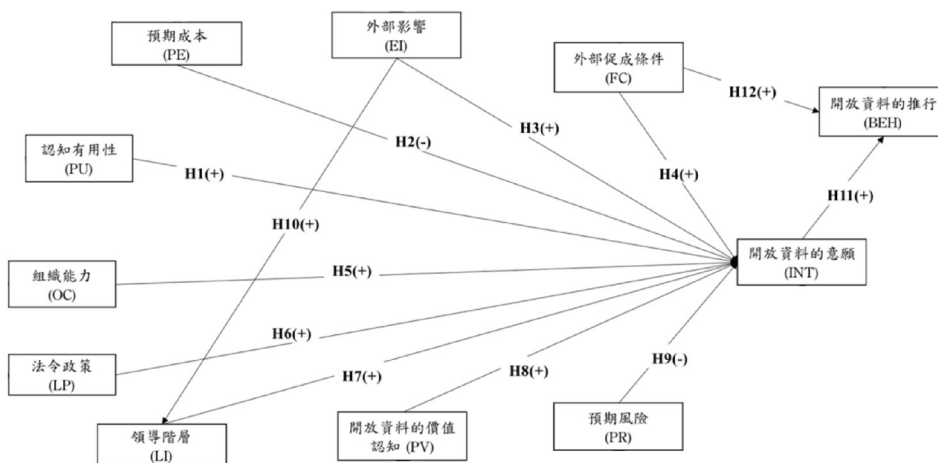 預期成本
(PE)
外部影響
(EI)
外部促成條件
(FC)
H12(+)
開放資料的推行
(BEH)
認知有用性
(PU)
H2(-)
H3(+)
H1(+)
H4(+)
H11(+)
H10(+)
組織能力
(OC)
H5(+)
開放資料的意願
(INT)
法令政策
(LP)
H6(+)
H7(+)
H8(+)
H9(-)
領導階層
(LI)
開放資料的價值
認知 (PV)
預期風險
(PR)